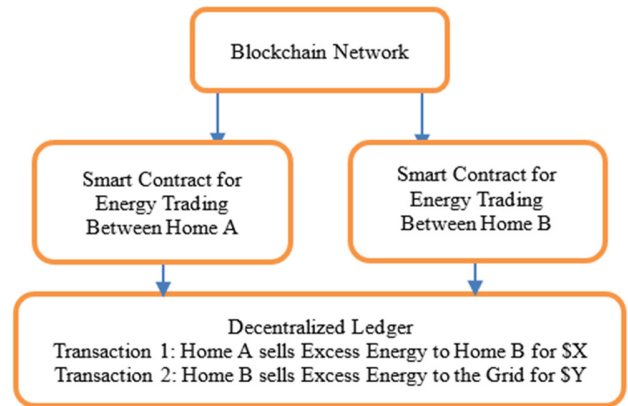 Blockchain Network
Smart Contract for
Energy Trading
Between Home A
Smart Contract for
Energy Trading
Between Home B
Decentralized Ledger
Transaction 1: Home A sells Excess Energy to Home B for $X
Transaction 2: Home B sells Excess Energy to the Grid for $Y